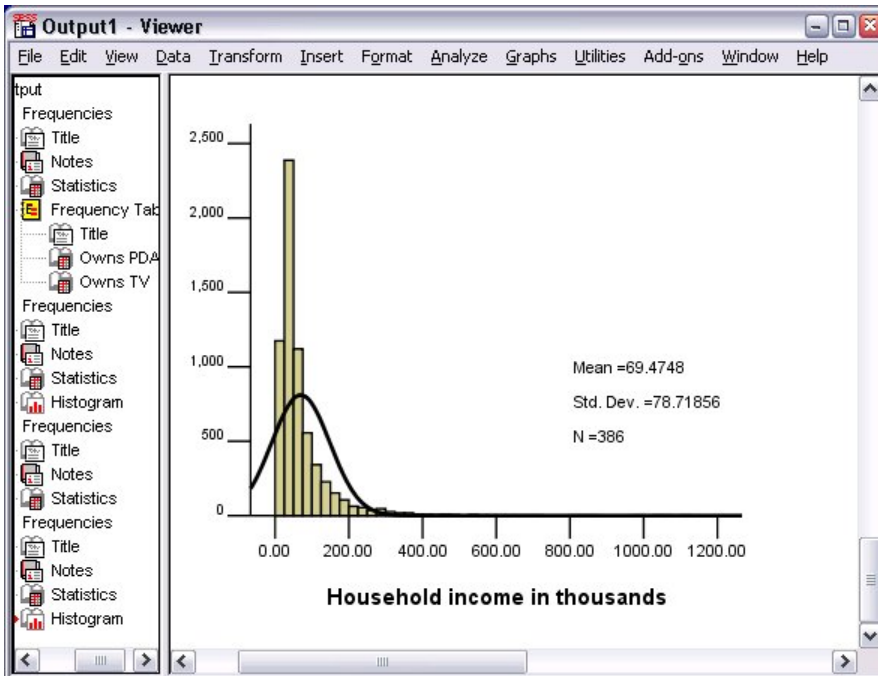 Output1 - Viewer
File Edit View Data Transform Insert Format Analyze Graphs Utilities Add-ons Window Help
tput
Frequencies
Title
Notes
Statistics
Frequency Tab
Title
Owns PDA
Owns TV
Frequencies
Title
Notes
Statistics
Histogram
Frequencies
Title
Notes
Statistics
Frequencies
Title
Notes
Statistics
Histogram
2,500
2,000
1,500
1,000
500
0
Mean =69.4748
Std. Dev. =78.71856
N =386
0.00 200.00 400.00 600.00 800.00 1000.00 1200.00
Household income in thousands